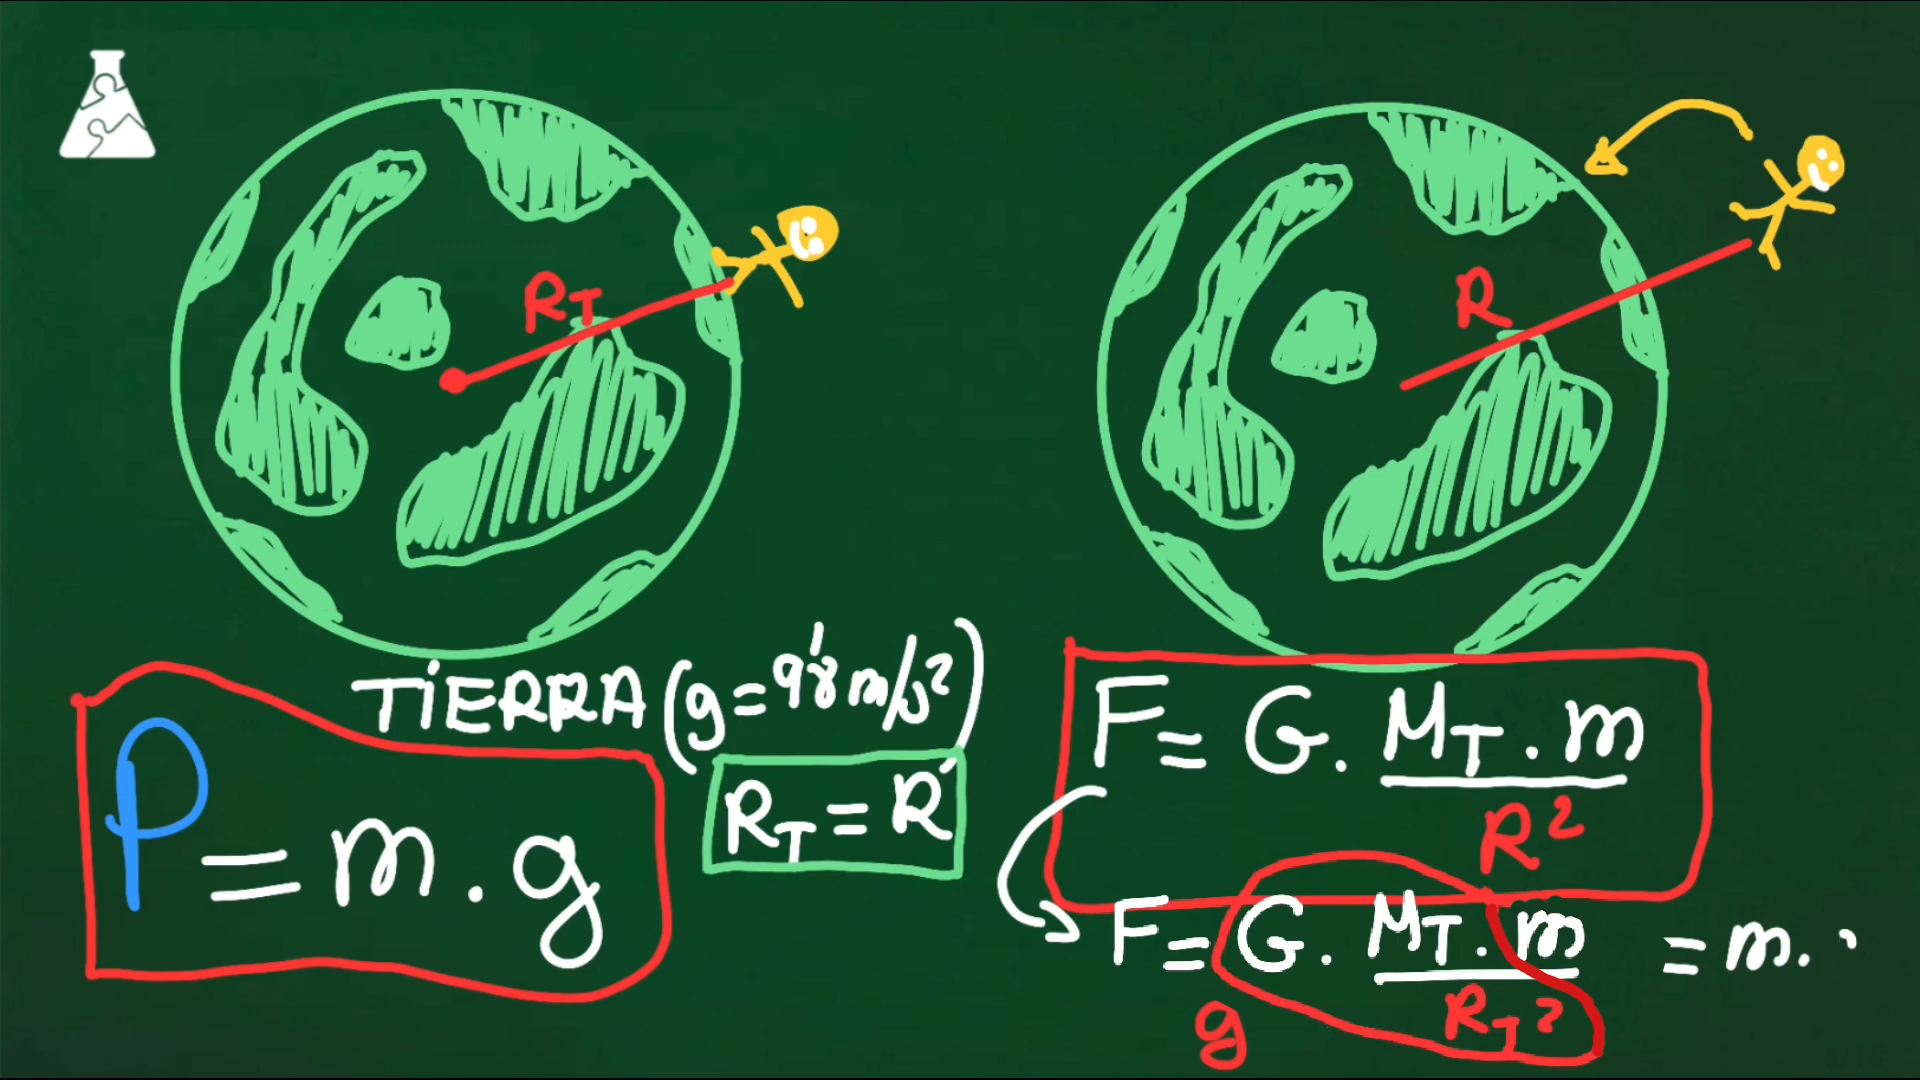 R_T
R
TIERRA (g = 9'8 m/s²)
P = m . g
R_T = R
F = G . M_T . m / R²
F = G . M_T . m / R_T² = m .
g